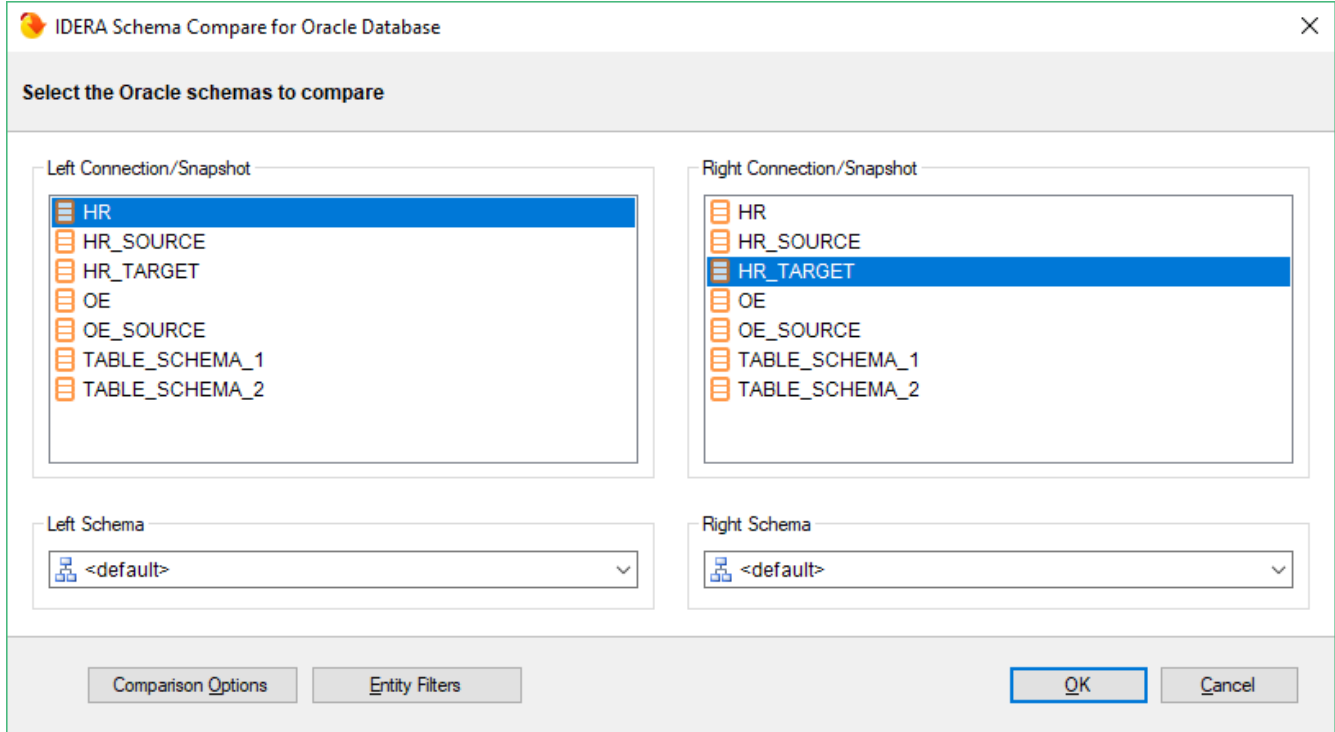 IDERA Schema Compare for Oracle Database
Select the Oracle schemas to compare
Left Connection/Snapshot
HR
HR_SOURCE
HR_TARGET
OE
OE_SOURCE
TABLE_SCHEMA_1
TABLE_SCHEMA_2
Right Connection/Snapshot
HR
HR_SOURCE
HR_TARGET
OE
OE_SOURCE
TABLE_SCHEMA_1
TABLE_SCHEMA_2
Left Schema
<default>
Right Schema
<default>
Comparison Options
Entity Filters
OK
Cancel